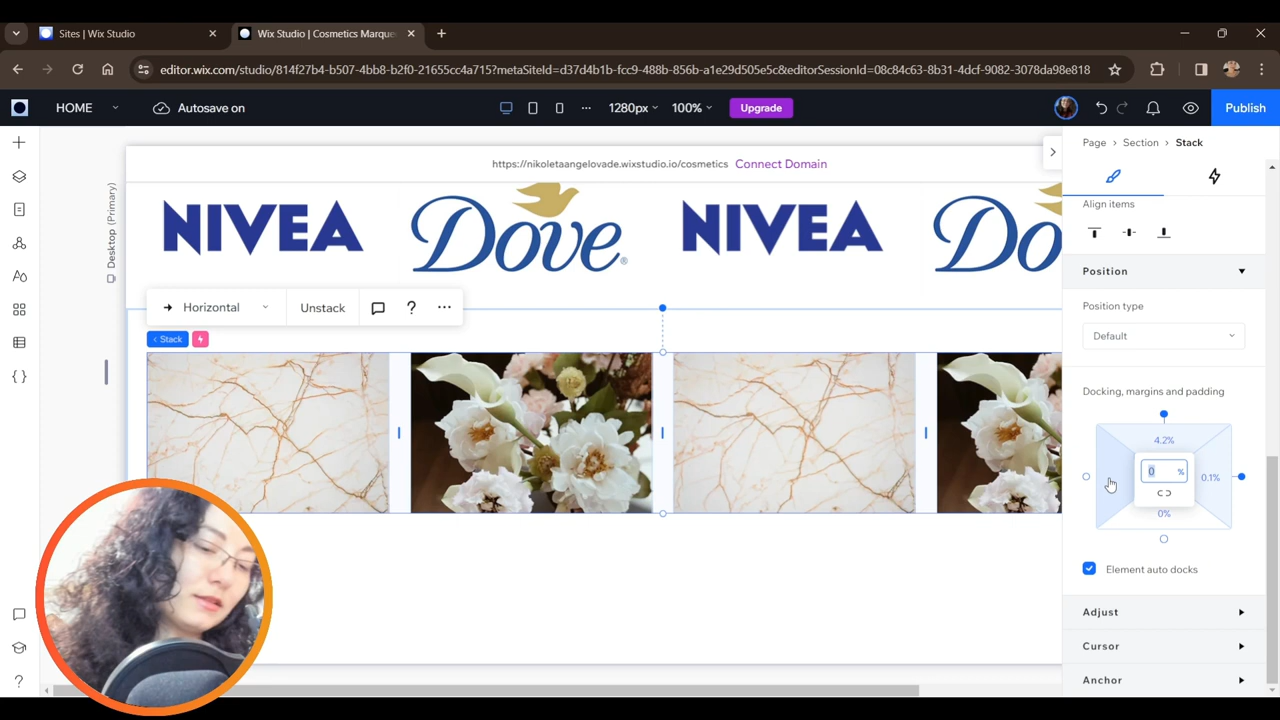 Sites | Wix Studio
Wix Studio | Cosmetics Marque
editor.wix.com/studio/814f27b4-b507-4bb8-b2f0-21655cc4a715?metaSiteId=d37d4b1b-fcc9-488b-856b-a1e29d505e5c&editorSessionId=08c84c63-8b31-4dcf-9082-3078da98e818
HOME
Autosave on
1280px
100%
Upgrade
Publish
https://nikoletaangelovade.wixstudio.io/cosmetics
Connect Domain
Page > Section > Stack
Desktop (Primary)
NIVEA
Dove®
NIVEA
Do
Align items
Position
Position type
Default
Horizontal
Unstack
?
< Stack
Docking, margins and padding
4.2%
0 %
0.1%
0%
Element auto docks
Adjust
Cursor
Anchor
?